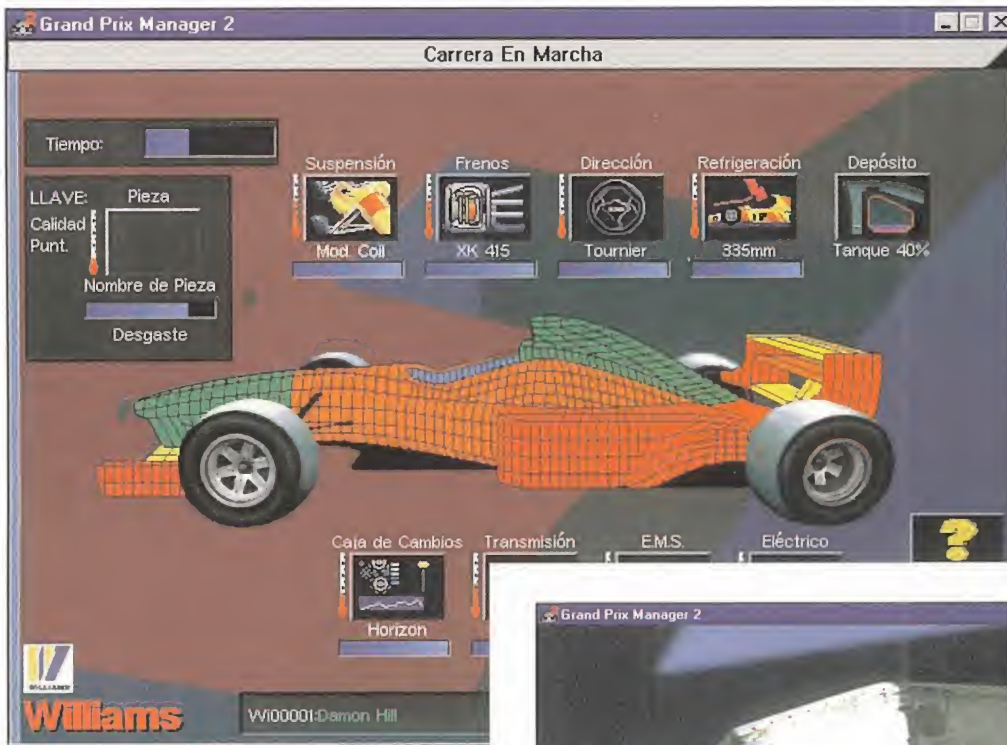 Grand Prix Manager 2
Carrera En Marcha
Tiempo:
LLAVE: Pieza
Calidad
Punt.
Nombre de Pieza
Desgaste
Suspensión Frenos Dirección Refrigeración Depósito
Mod. Coil XK 415 Tournier 335mm Tanque 40%
Caja de Cambios Transmisión E.M.S. Eléctrico
Horizon
?
Williams
Wi00001:Damon Hill
Grand Prix Manager 2